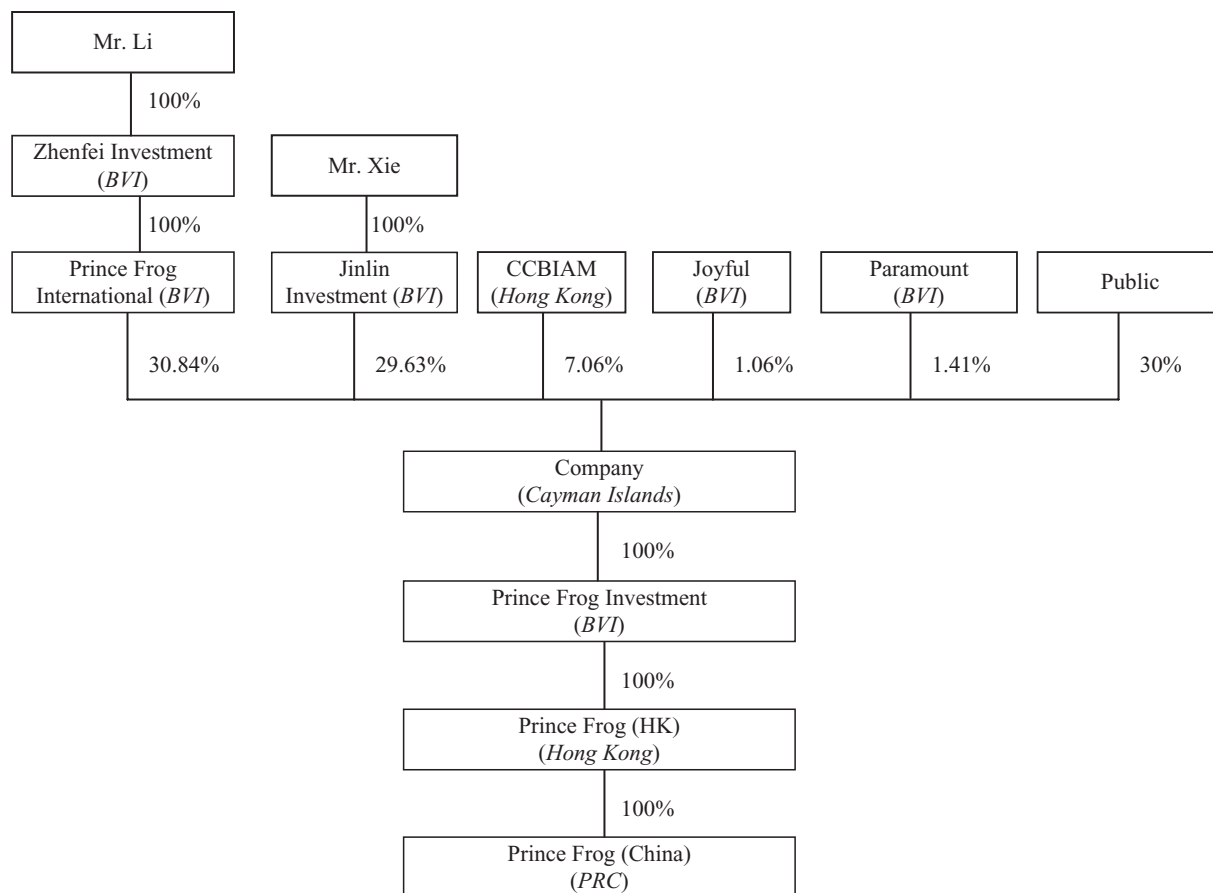 Mr. Li
100%
Zhenfei Investment
(BVI)
Mr. Xie
100%
100%
Prince Frog
International (BVI)
Jinlin
Investment (BVI)
CCBIAM
(Hong Kong)
Joyful
(BVI)
Paramount
(BVI)
Public
30.84%
29.63%
7.06%
1.06%
1.41%
30%
Company
(Cayman Islands)
100%
Prince Frog Investment
(BVI)
100%
Prince Frog (HK)
(Hong Kong)
100%
Prince Frog (China)
(PRC)